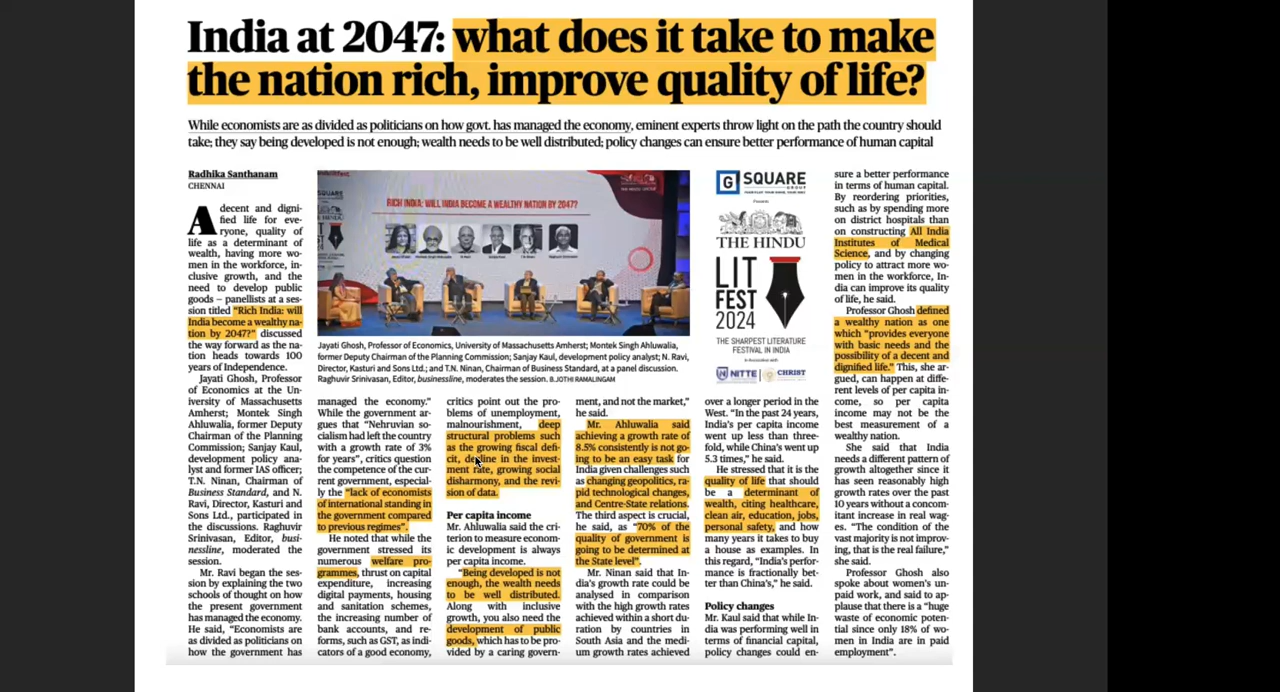 India at 2047: what does it take to make
the nation rich, improve quality of life?
While economists are as divided as politicians on how govt. has managed the economy, eminent experts throw light on the path the country should
take; they say being developed is not enough; wealth needs to be well distributed; policy changes can ensure better performance of human capital
Radhika Santhanam
CHENNAI
A decent and digni-
fied life for eve-
ryone, quality of
life as a determinant of
wealth, having more wo-
men in the workforce, in-
clusive growth, and the
need to develop public
goods – panellists at a ses-
sion titled “Rich India: will
India become a wealthy na-
tion by 2047?” discussed
the way forward as the na-
tion heads towards 100
years of Independence.
Jayati Ghosh, Professor
of Economics at the Uni-
versity of Massachusetts
Amherst; Montek Singh
Ahluwalia, former Deputy
Chairman of the Planning
Commission; Sanjay Kaul,
development policy ana-
lyst and former IAS officer;
T.N. Ninan, Chairman of
Business Standard, and N.
Ravi, Director, Kasturi and
Sons Ltd., participated in
the discussions. Raghuvir
Srinivasan, Editor, busi-
nessline, moderated the
session.
Mr. Ravi began the ses-
sion by explaining the two
schools of thought on how
the present government
has managed the economy.
He said, “Economists are
as divided as politicians on
how the government has
RICH INDIA: WILL INDIA BECOME A WEALTHY NATION BY 2047?
Jayati Ghosh, Professor of Economics, University of Massachusetts Amherst; Montek Singh Ahluwalia,
former Deputy Chairman of the Planning Commission; Sanjay Kaul, development policy analyst; N. Ravi,
Director, Kasturi and Sons Ltd.; and T.N. Ninan, Chairman of Business Standard, at a panel discussion.
Raghuvir Srinivasan, Editor, businessline, moderates the session. B.JOTHI RAMALINGAM
managed the economy.”
While the government ar-
gues that “Nehruvian so-
cialism had left the country
with a growth rate of 3%
for years”, critics question
the competence of the cur-
rent government, especial-
ly the “lack of economists
of international standing in
the government compared
to previous regimes”.
He noted that while the
government stressed its
numerous welfare pro-
grammes, thrust on capital
expenditure, increasing
digital payments, housing
and sanitation schemes,
the increasing number of
bank accounts, and re-
forms, such as GST, as indi-
cators of a good economy,
critics point out the pro-
blems of unemployment,
malnourishment, deep
structural problems such
as the growing fiscal defi-
cit, decline in the invest-
ment rate, growing social
disharmony, and the revi-
sion of data.
Per capita income
Mr. Ahluwalia said the cri-
terion to measure econom-
ic development is always
per capita income.
“Being developed is not
enough, the wealth needs
to be well distributed.
Along with inclusive
growth, you also need the
development of public
goods, which has to be pro-
vided by a caring govern-
ment, and not the market,”
he said.
Mr. Ahluwalia said
achieving a growth rate of
8.5% consistently is not go-
ing to be an easy task for
India given challenges such
as changing geopolitics, ra-
pid technological changes,
and Centre-State relations.
The third aspect is crucial,
he said, as “70% of the
quality of government is
going to be determined at
the State level”.
Mr. Ninan said that In-
dia’s growth rate could be
analysed in comparison
with the high growth rates
achieved within a short du-
ration by countries in
South Asia and the medi-
um growth rates achieved
G SQUARE
GROUP
Presents
THE HINDU
LIT
FEST
2024
THE SHARPEST LITERATURE
FESTIVAL IN INDIA
In Association with
NITTE CHRIST
over a longer period in the
West. “In the past 24 years,
India’s per capita income
went up less than three-
fold, while China’s went up
5.3 times,” he said.
He stressed that it is the
quality of life that should
be a determinant of
wealth, citing healthcare,
clean air, education, jobs,
personal safety, and how
many years it takes to buy
a house as examples. In
this regard, “India’s perfor-
mance is fractionally bet-
ter than China’s,” he said.
Policy changes
Mr. Kaul said that while In-
dia was performing well in
terms of financial capital,
policy changes could en-
sure a better performance
in terms of human capital.
By reordering priorities,
such as by spending more
on district hospitals than
on constructing All India
Institutes of Medical
Science, and by changing
policy to attract more wo-
men in the workforce, In-
dia can improve its quality
of life, he said.
Professor Ghosh defined
a wealthy nation as one
which “provides everyone
with basic needs and the
possibility of a decent and
dignified life.” This, she ar-
gued, can happen at differ-
ent levels of per capita in-
come, so per capita
income may not be the
best measurement of a
wealthy nation.
She said that India
needs a different pattern of
growth altogether since it
has seen reasonably high
growth rates over the past
10 years without a concom-
itant increase in real wag-
es. “The condition of the
vast majority is not improv-
ing, that is the real failure,”
she said.
Professor Ghosh also
spoke about women’s un-
paid work, and said to ap-
plause that there is a “huge
waste of economic poten-
tial since only 18% of wo-
men in India are in paid
employment”.